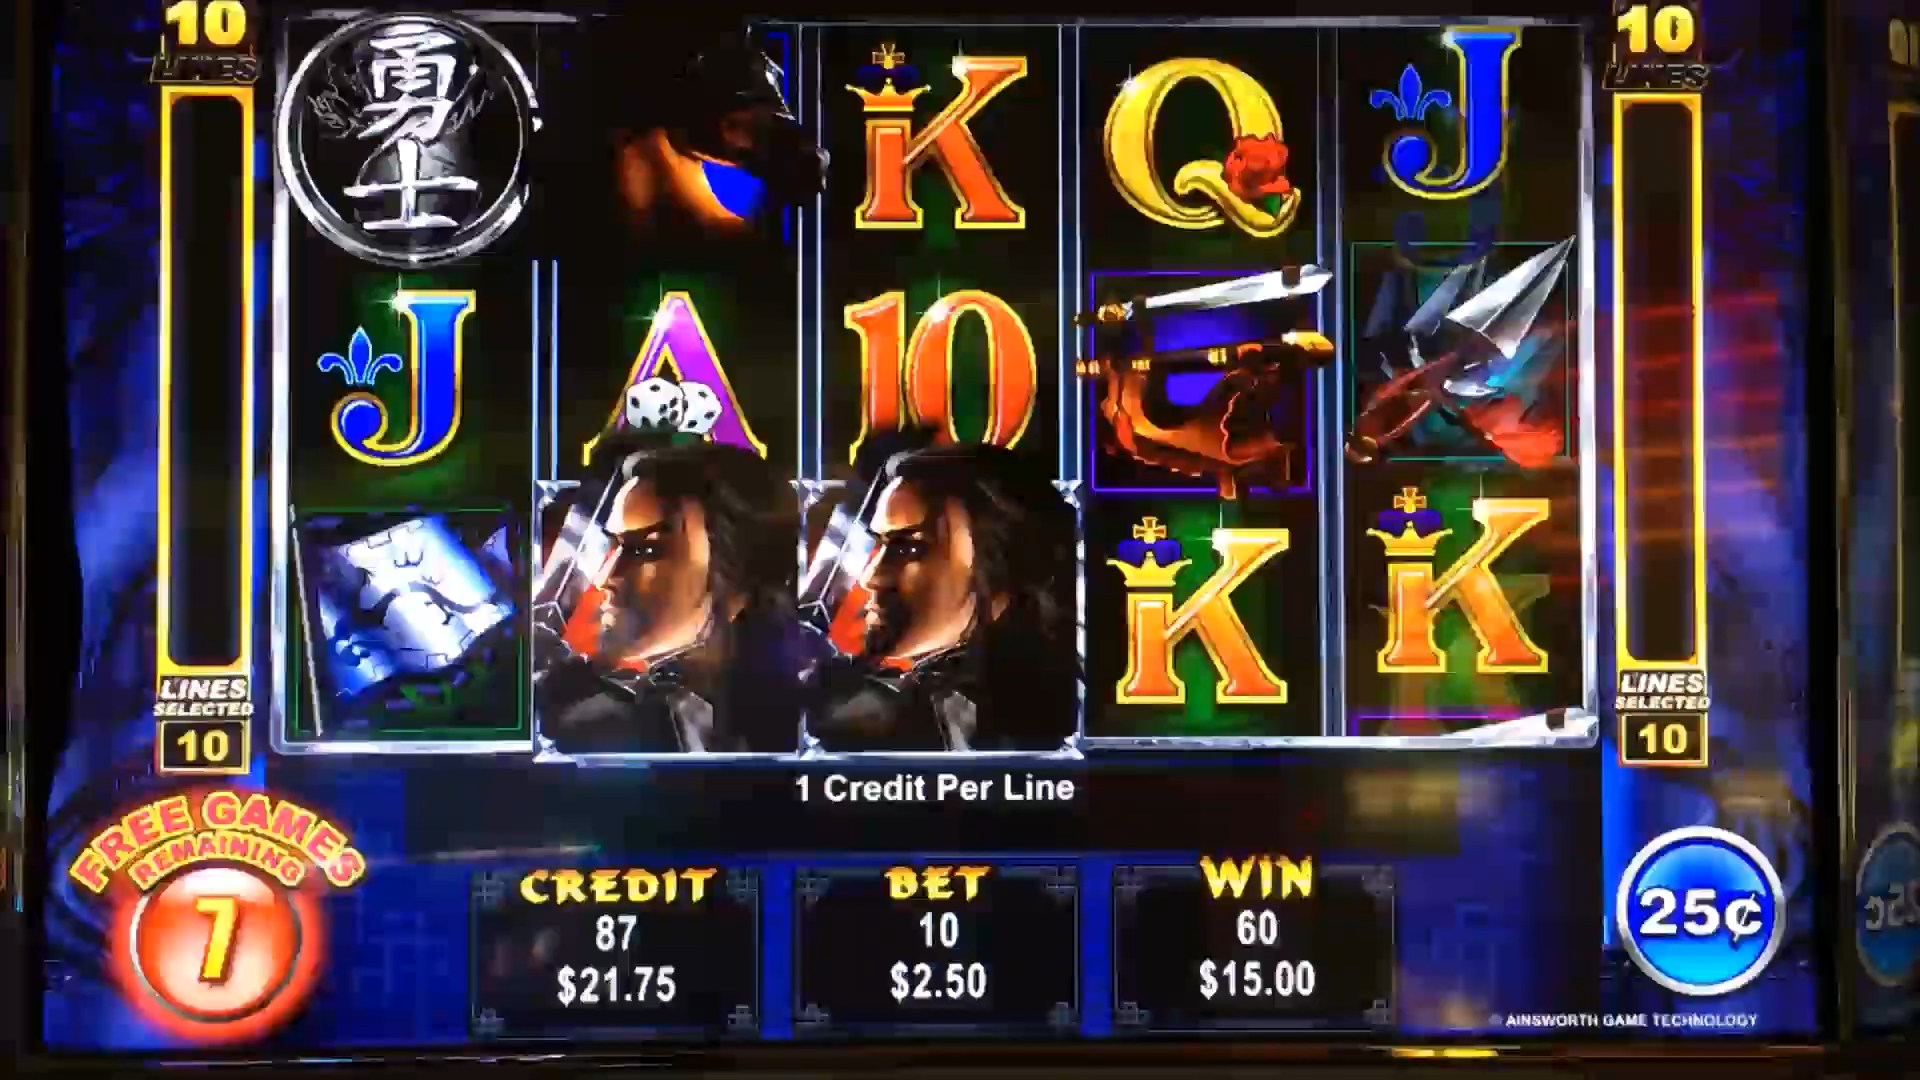 10
LINES
10
LINES
勇士
K
Q
J
J
A
10
K
K
LINES
SELECTED
10
LINES
SELECTED
10
1 Credit Per Line
FREE GAMES
REMAINING
7
CREDIT
87
$21.75
BET
10
$2.50
WIN
60
$15.00
25¢
© AINSWORTH GAME TECHNOLOGY